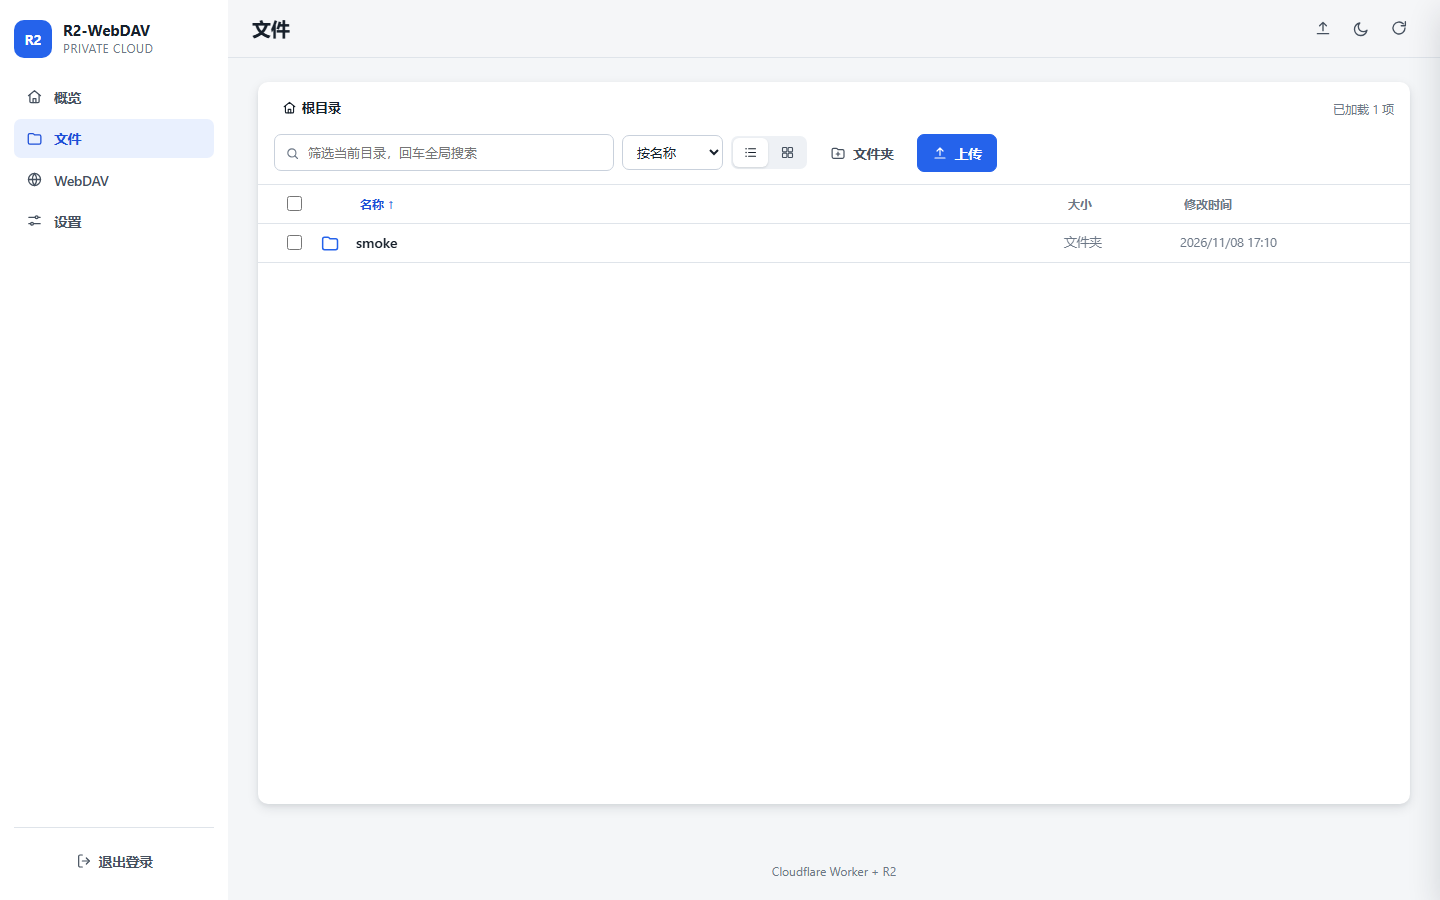 R2
R2-WebDAV
PRIVATE CLOUD
概览
文件
WebDAV
设置
退出登录
文件
根目录
已加载 1 项
筛选当前目录，回车全局搜索
按名称
文件夹
上传
名称 ↑
大小
修改时间
smoke
文件夹
2026/11/08 17:10
Cloudflare Worker + R2